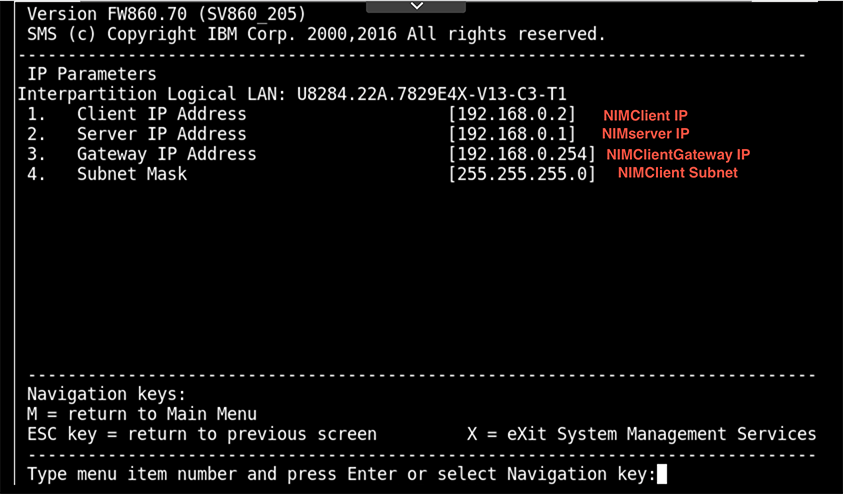 Version FW860.70 (SV860_205)
SMS (c) Copyright IBM Corp. 2000,2016 All rights reserved.
-------------------------------------------------------------------------------
IP Parameters
Interpartition Logical LAN: U8284.22A.7829E4X-V13-C3-T1
1.   Client IP Address                    [192.168.0.2]   NIMClient IP
2.   Server IP Address                    [192.168.0.1]   NIMserver IP
3.   Gateway IP Address                   [192.168.0.254]   NIMClientGateway IP
4.   Subnet Mask                          [255.255.255.0]   NIMClient Subnet
-------------------------------------------------------------------------------
Navigation keys:
M = return to Main Menu
ESC key = return to previous screen         X = eXit System Management Services
-------------------------------------------------------------------------------
Type menu item number and press Enter or select Navigation key: